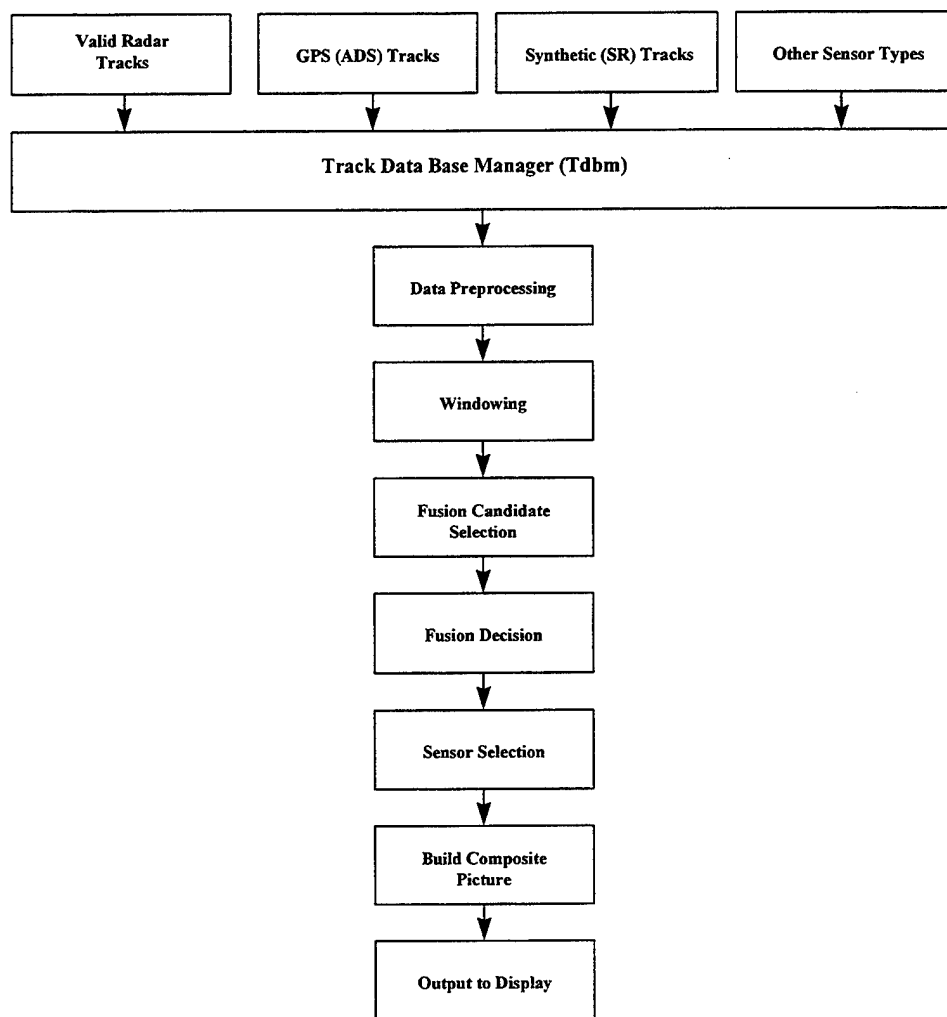 Valid Radar
Tracks
GPS (ADS) Tracks
Synthetic (SR) Tracks
Other Sensor Types
Track Data Base Manager (Tdbm)
Data Preprocessing
Windowing
Fusion Candidate
Selection
Fusion Decision
Sensor Selection
Build Composite
Picture
Output to Display